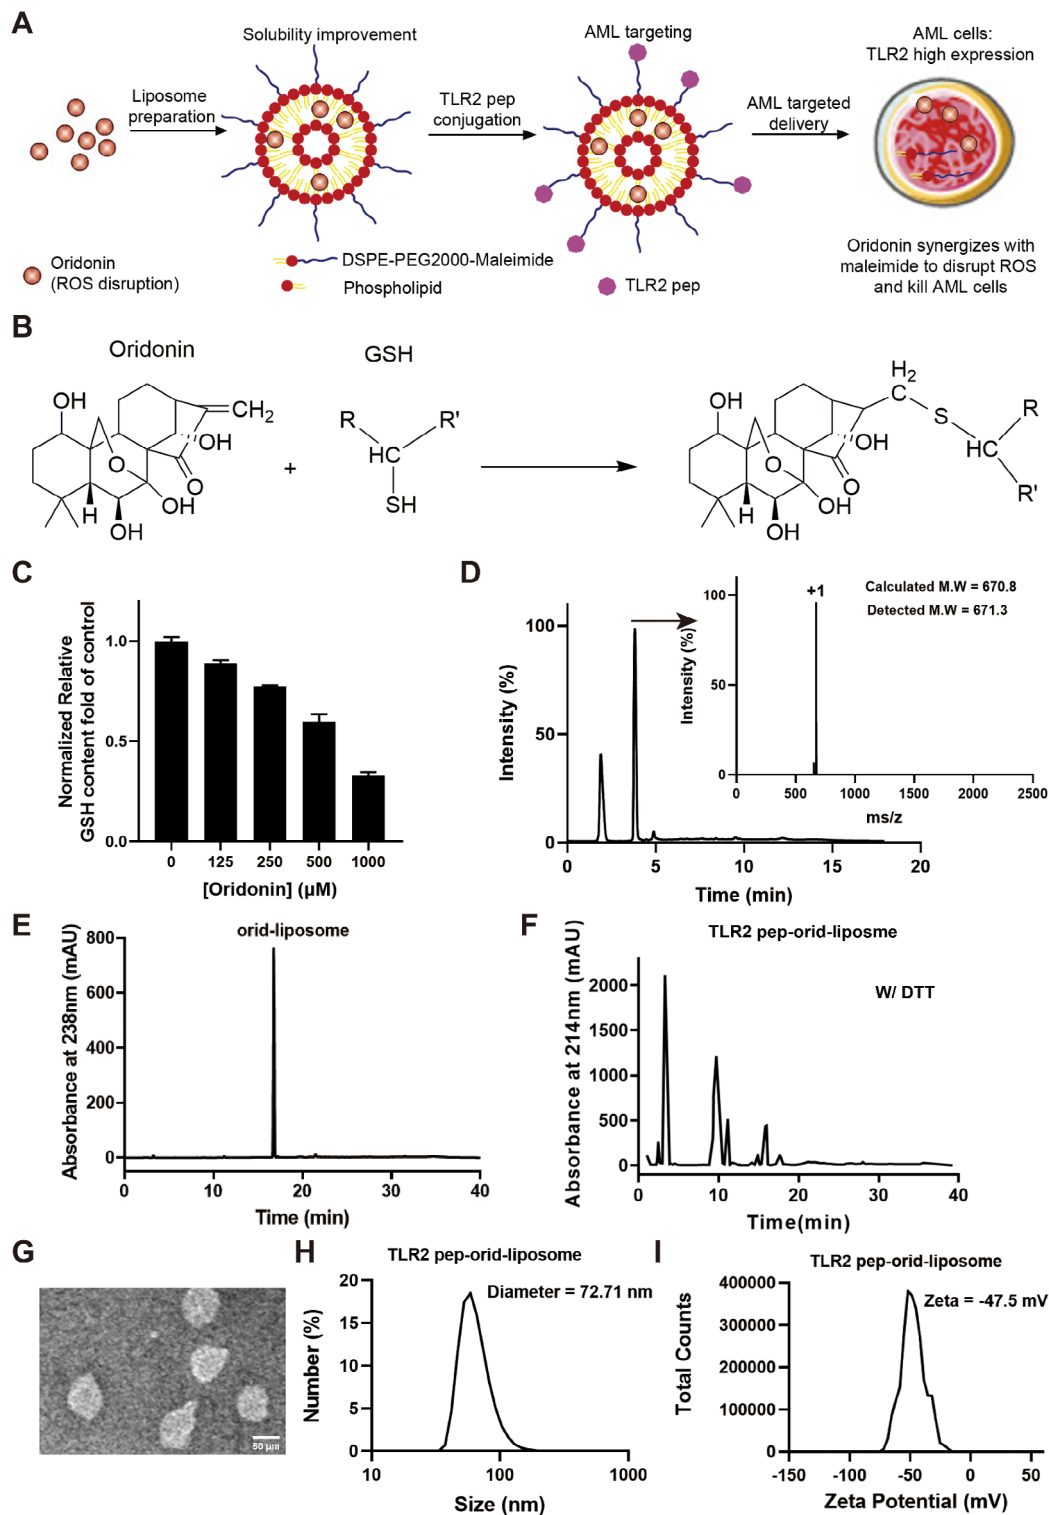 A
Solubility improvement
AML targeting
AML cells:
TLR2 high expression
Liposome
preparation
TLR2 pep
conjugation
AML targeted
delivery
Oridonin
(ROS disruption)
DSPE-PEG2000-Maleimide
Phospholipid
TLR2 pep
Oridonin synergizes with
maleimide to disrupt ROS
and kill AML cells
B
Oridonin
GSH
OH
CH2
OH
O
O
OH
H
OH
+
R
R'
HC
SH
H2
C
S
R
HC
R'
OH
OH
O
O
OH
H
OH
C
Normalized Relative
GSH content fold of control
1.0
0.5
0.0
0 125 250 500 1000
[Oridonin] (μM)
D
Intensity (%)
100
50
0
0 5 10 15 20
Time (min)
+1
Calculated M.W = 670.8
Detected M.W = 671.3
Intensity (%)
100
50
0
0 500 1000 1500 2000 2500
ms/z
E
orid-liposome
Absorbance at 238nm (mAU)
800
600
400
200
0
0 10 20 30 40
Time (min)
F
TLR2 pep-orid-liposme
W/ DTT
Absorbance at 214nm (mAU)
2000
1500
1000
500
0
0 10 20 30 40
Time(min)
G
50 μm
H
TLR2 pep-orid-liposome
Diameter = 72.71 nm
Number (%)
20
15
10
5
0
10 100 1000
Size (nm)
I
TLR2 pep-orid-liposome
Zeta = -47.5 mV
Total Counts
400000
300000
200000
100000
0
-150 -100 -50 0 50
Zeta Potential (mV)